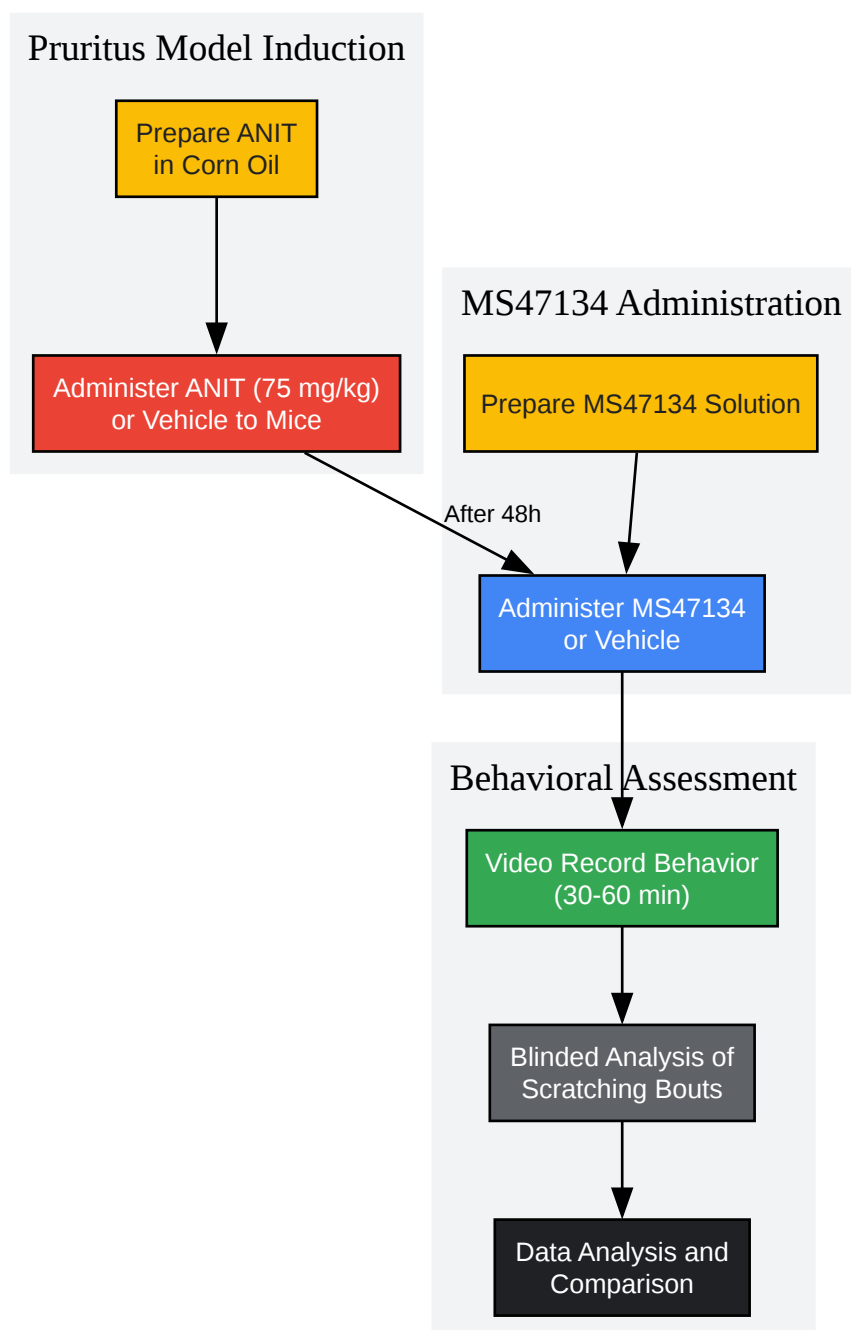 Pruritus Model Induction
Prepare ANIT
in Corn Oil
Administer ANIT (75 mg/kg)
or Vehicle to Mice
MS47134 Administration
Prepare MS47134 Solution
After 48h
Administer MS47134
or Vehicle
Behavioral Assessment
Video Record Behavior
(30-60 min)
Blinded Analysis of
Scratching Bouts
Data Analysis and
Comparison